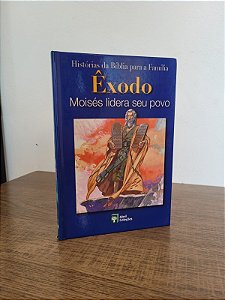 Histórias da Bíblia para a Família
Êxodo
Moisés lidera seu povo